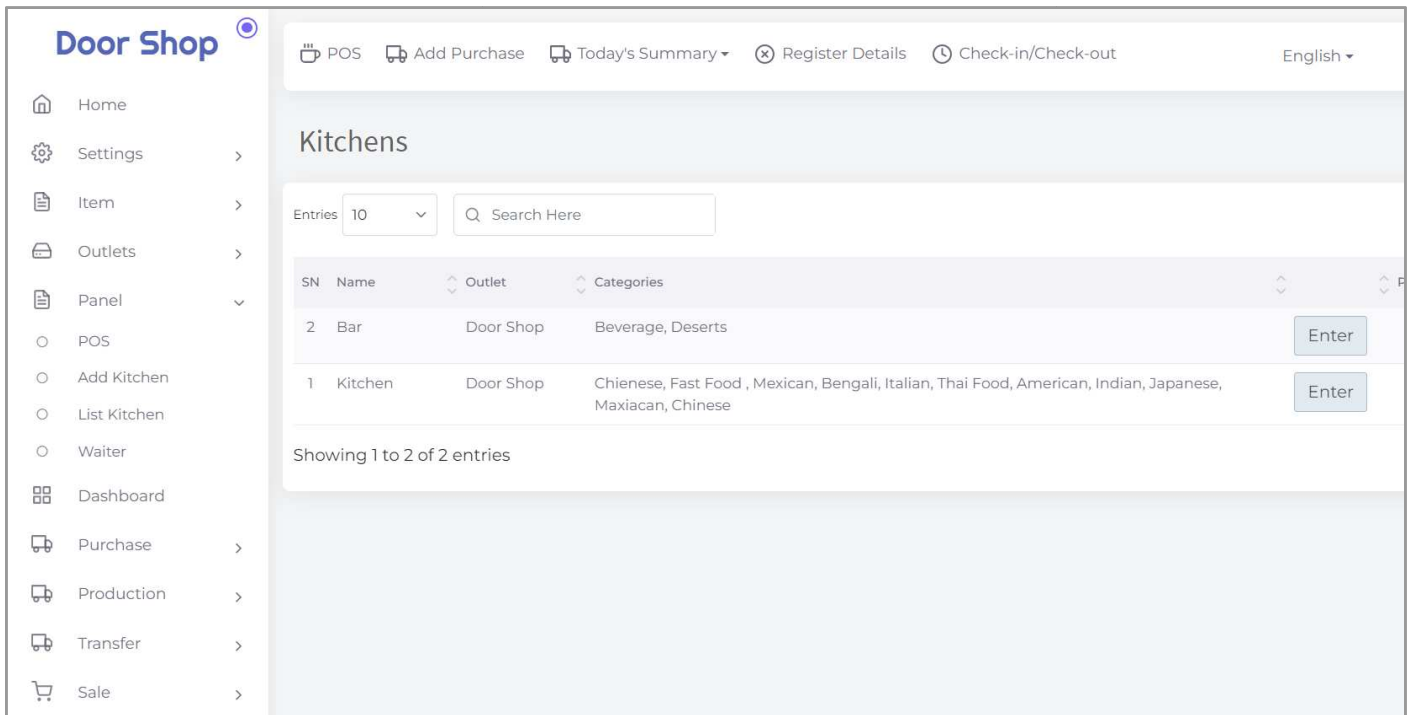 Door Shop
Home
Settings
Item
Outlets
Panel
POS
Add Kitchen
List Kitchen
Waiter
Dashboard
Purchase
Production
Transfer
Sale
POS Add Purchase Today's Summary Register Details Check-in/Check-out English
Kitchens
Entries 10 Search Here
SN Name Outlet Categories
2 Bar Door Shop Beverage, Deserts Enter
1 Kitchen Door Shop Chienese, Fast Food , Mexican, Bengali, Italian, Thai Food, American, Indian, Japanese, Enter
Maxiacan, Chinese
Showing 1 to 2 of 2 entries